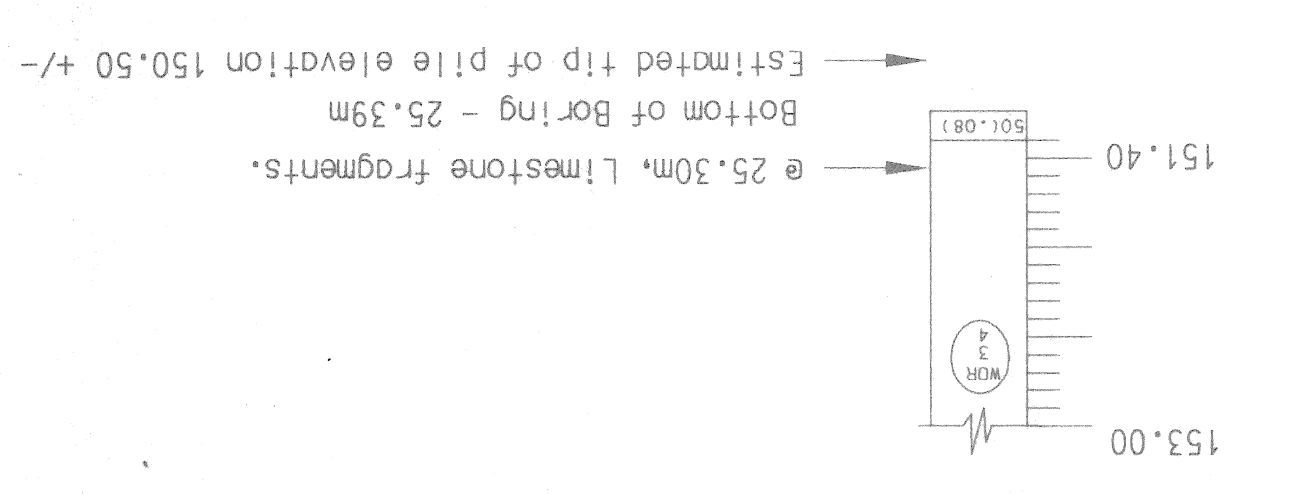 153.00
WOR
3
4
151.40
@ 25.30m, Limestone fragments.
50(.08)
Bottom of Boring - 25.39m
Estimated tip of pile elevation 150.50 +/-